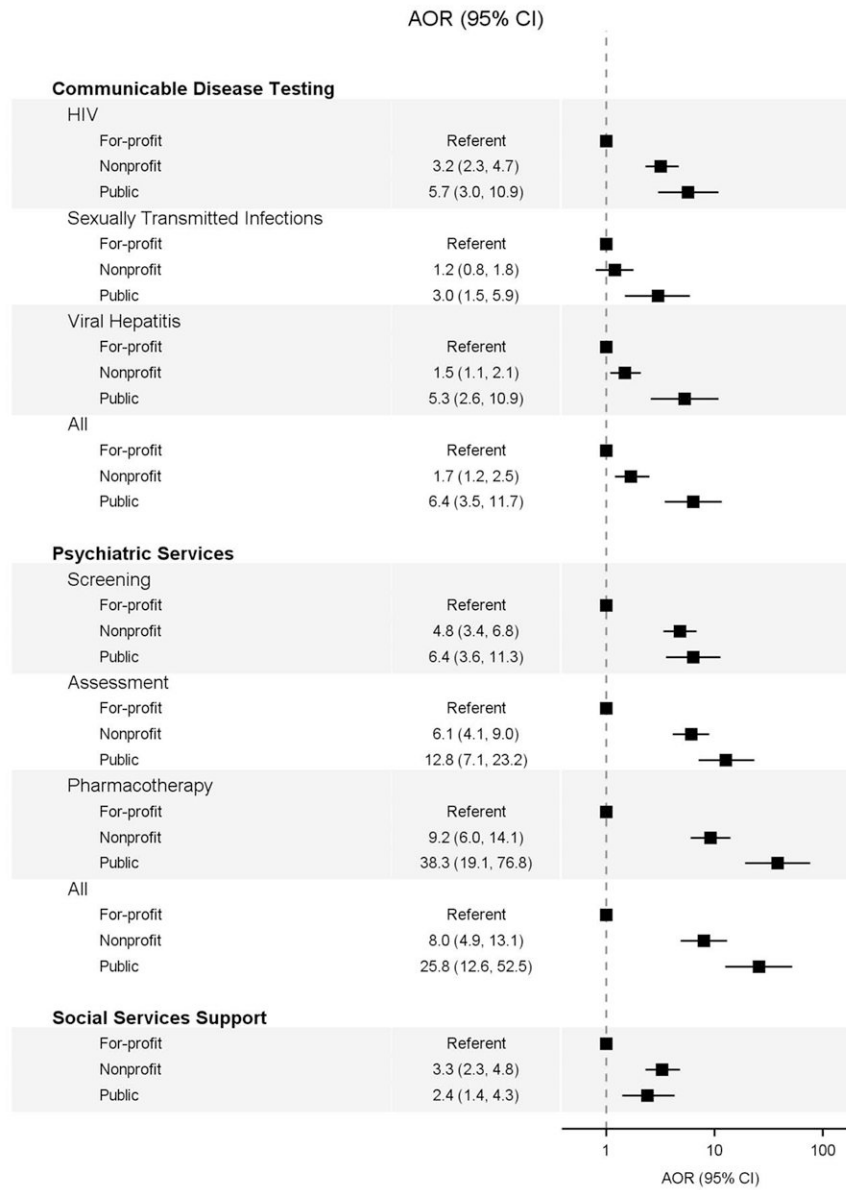 AOR (95% CI)
Communicable Disease Testing
HIV
For-profit Referent
Nonprofit 3.2 (2.3, 4.7)
Public 5.7 (3.0, 10.9)
Sexually Transmitted Infections
For-profit Referent
Nonprofit 1.2 (0.8, 1.8)
Public 3.0 (1.5, 5.9)
Viral Hepatitis
For-profit Referent
Nonprofit 1.5 (1.1, 2.1)
Public 5.3 (2.6, 10.9)
All
For-profit Referent
Nonprofit 1.7 (1.2, 2.5)
Public 6.4 (3.5, 11.7)
Psychiatric Services
Screening
For-profit Referent
Nonprofit 4.8 (3.4, 6.8)
Public 6.4 (3.6, 11.3)
Assessment
For-profit Referent
Nonprofit 6.1 (4.1, 9.0)
Public 12.8 (7.1, 23.2)
Pharmacotherapy
For-profit Referent
Nonprofit 9.2 (6.0, 14.1)
Public 38.3 (19.1, 76.8)
All
For-profit Referent
Nonprofit 8.0 (4.9, 13.1)
Public 25.8 (12.6, 52.5)
Social Services Support
For-profit Referent
Nonprofit 3.3 (2.3, 4.8)
Public 2.4 (1.4, 4.3)
1 10 100
AOR (95% CI)